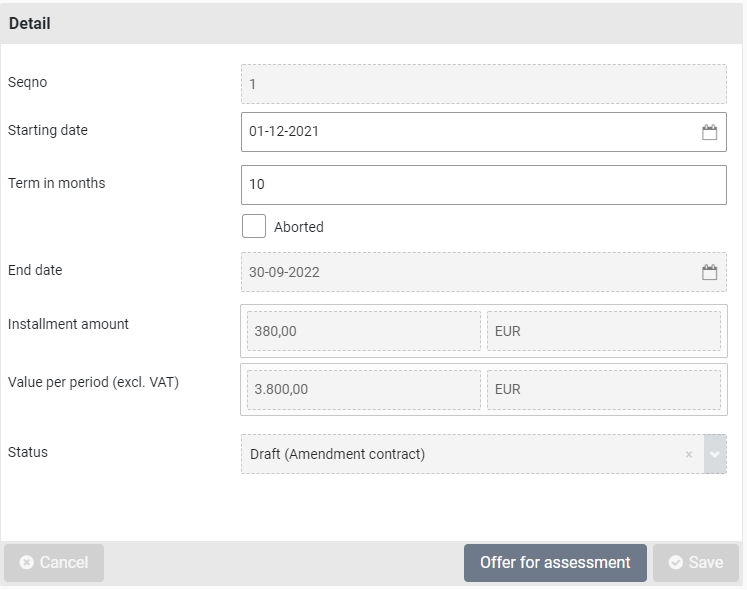 Detail
Seqno
1
Starting date
01-12-2021
Term in months
10
Aborted
End date
30-09-2022
Installment amount
380,00
EUR
Value per period (excl. VAT)
3.800,00
EUR
Status
Draft (Amendment contract)
Cancel
Offer for assessment
Save